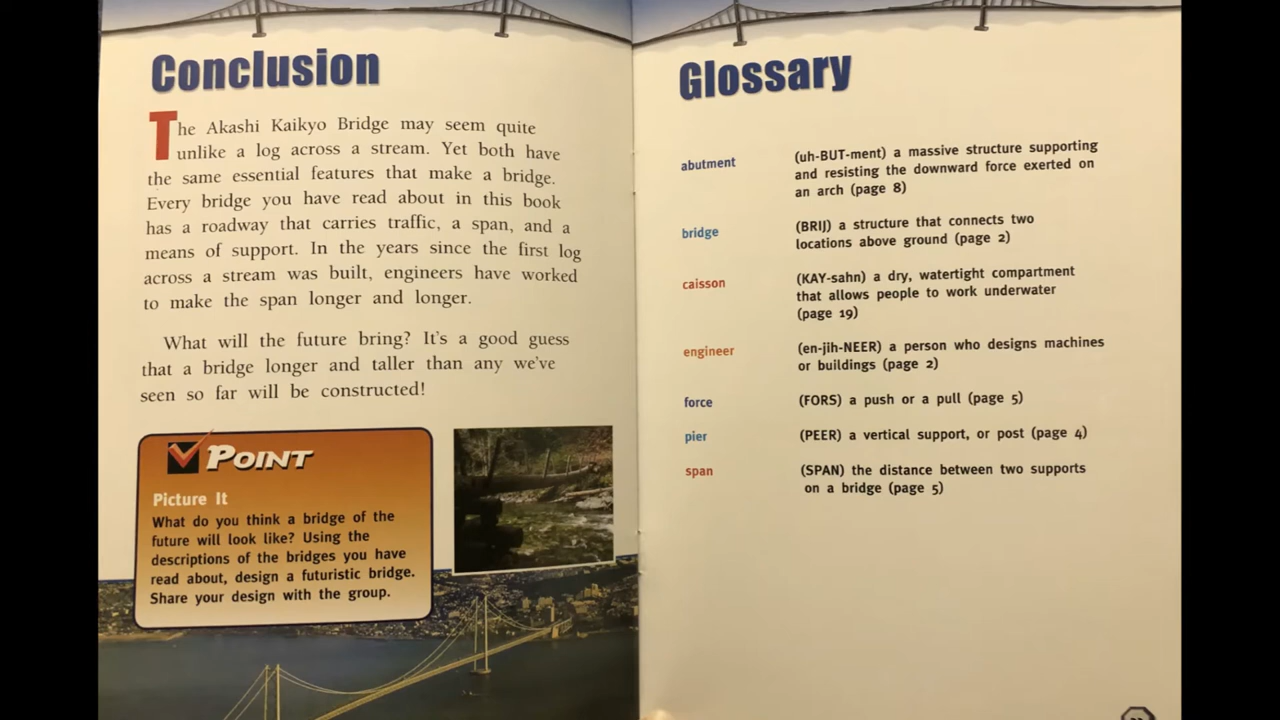 Conclusion
The Akashi Kaikyo Bridge may seem quite
unlike a log across a stream. Yet both have
the same essential features that make a bridge.
Every bridge you have read about in this book
has a roadway that carries traffic, a span, and a
means of support. In the years since the first log
across a stream was built, engineers have worked
to make the span longer and longer.
What will the future bring? It's a good guess
that a bridge longer and taller than any we've
seen so far will be constructed!
POINT
Picture It
What do you think a bridge of the
future will look like? Using the
descriptions of the bridges you have
read about, design a futuristic bridge.
Share your design with the group.
Glossary
abutment (uh-BUT-ment) a massive structure supporting
and resisting the downward force exerted on
an arch (page 8)
bridge (BRIJ) a structure that connects two
locations above ground (page 2)
caisson (KAY-sahn) a dry, watertight compartment
that allows people to work underwater
(page 19)
engineer (en-jih-NEER) a person who designs machines
or buildings (page 2)
force (FORS) a push or a pull (page 5)
pier (PEER) a vertical support, or post (page 4)
span (SPAN) the distance between two supports
on a bridge (page 5)